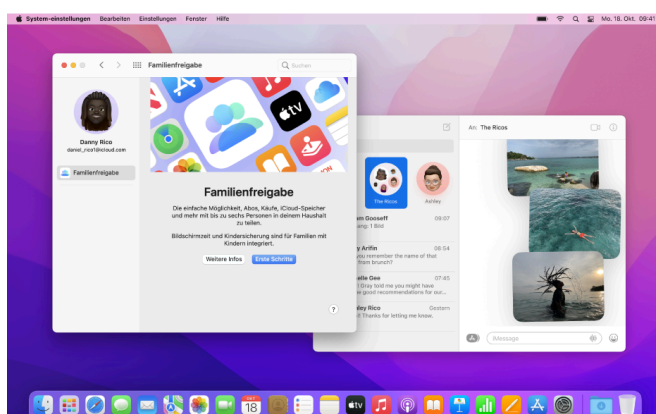 System-einstellungen Bearbeiten Einstellungen Fenster Hilfe
Mo. 18. Okt. 09:41
Familienfreigabe
Suchen
tv
Danny Rico
daniel_rico1@icloud.com
Familienfreigabe
Familienfreigabe
Die einfache Möglichkeit, Abos, Käufe, iCloud-Speicher
und mehr mit bis zu sechs Personen in deinem Haushalt
zu teilen.
Bildschirmzeit und Kindersicherung sind für Familien mit
Kindern integriert.
Weitere Infos Erste Schritte
?
An: The Ricos
The Ricos
Ashley
Gooseff 09:07
1 Bild
Arifin 08:54
you remember the name of that
from brunch?
Gee 07:45
Gray told me you might have
good recommendations for our...
Rico Gestern
Thanks for letting me know.
iMessage
18
tv